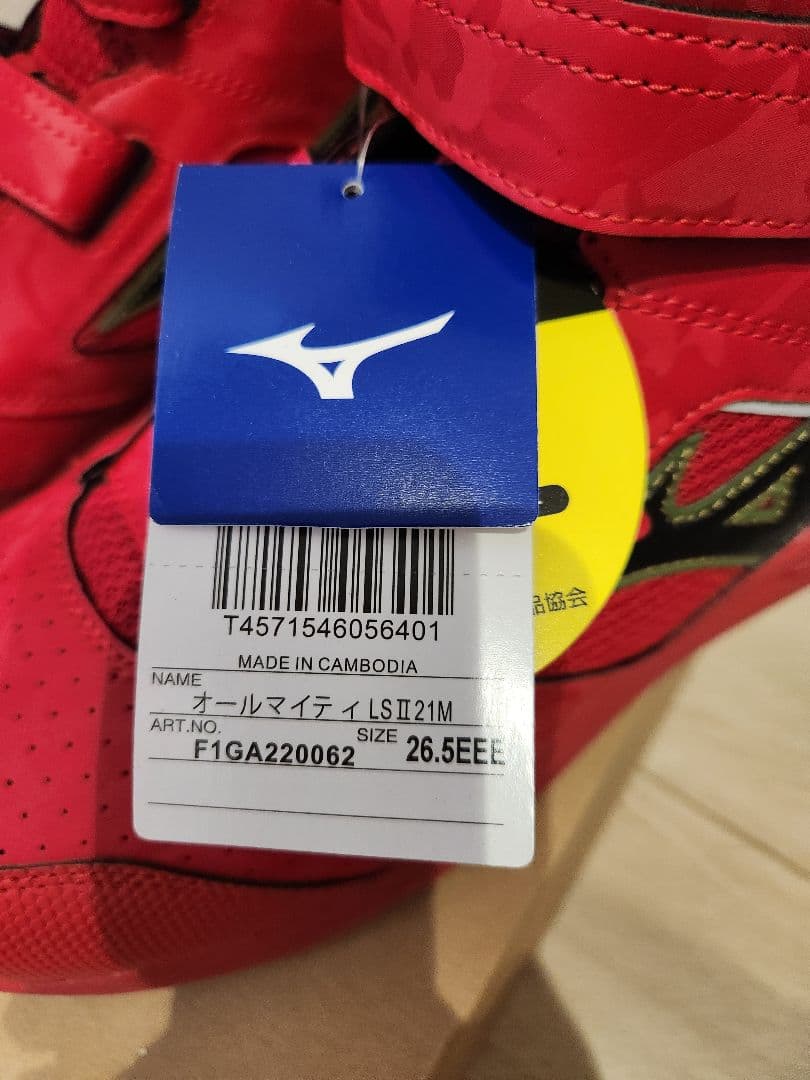 T4571546056401
MADE IN CAMBODIA
NAME
オールマイティ LSⅡ21M
ART.NO.
F1GA220062
SIZE
26.5EEE
品協会